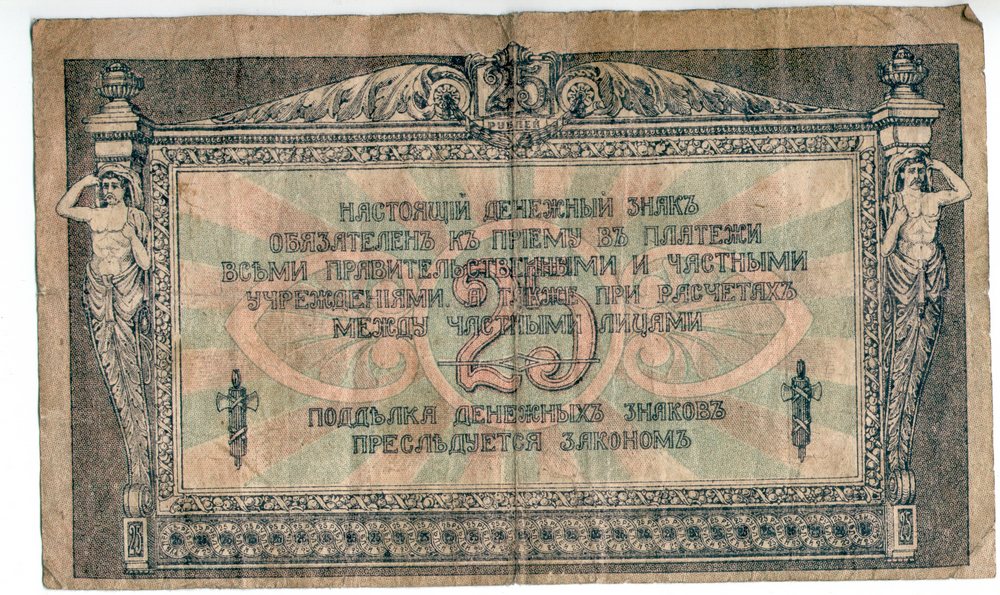 25
РУБЛЕЙ
НАСТОЯЩІЙ ДЕНЕЖНЫЙ ЗНАКЪ
ОБЯЗАТЕЛЕНЪ КЪ ПРІЕМУ ВЪ ПЛАТЕЖИ
ВСѢМИ ПРАВИТЕЛЬСТВЕННЫМИ И ЧАСТНЫМИ
УЧРЕЖДЕНІЯМИ, А ТАКЖЕ ПРИ РАСЧЕТАХЪ
МЕЖДУ ЧАСТНЫМИ ЛИЦАМИ
25
ПОДДѢЛКА ДЕНЕЖНЫХЪ ЗНАКОВЪ
ПРЕСЛѢДУЕТСЯ ЗАКОНОМЪ
25 25